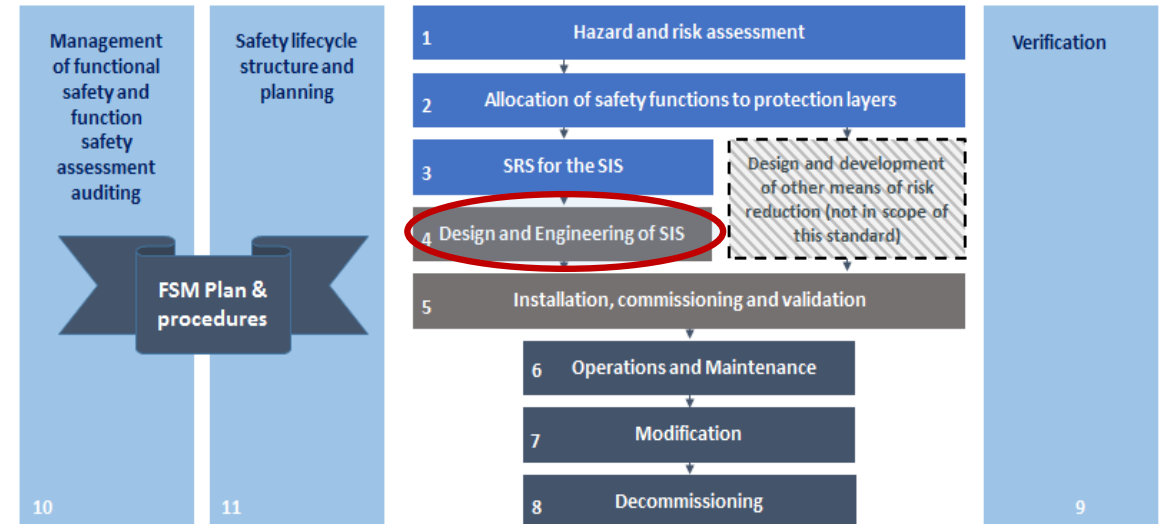 Management
of functional
safety and
function
safety
assessment
auditing
10
Safety lifecycle
structure and
planning
11
FSM Plan &
procedures
1 Hazard and risk assessment
2 Allocation of safety functions to protection layers
3 SRS for the SIS
Design and development
of other means of risk
reduction (not in scope of
this standard)
4 Design and Engineering of SIS
5 Installation, commissioning and validation
6 Operations and Maintenance
7 Modification
8 Decommissioning
Verification
9